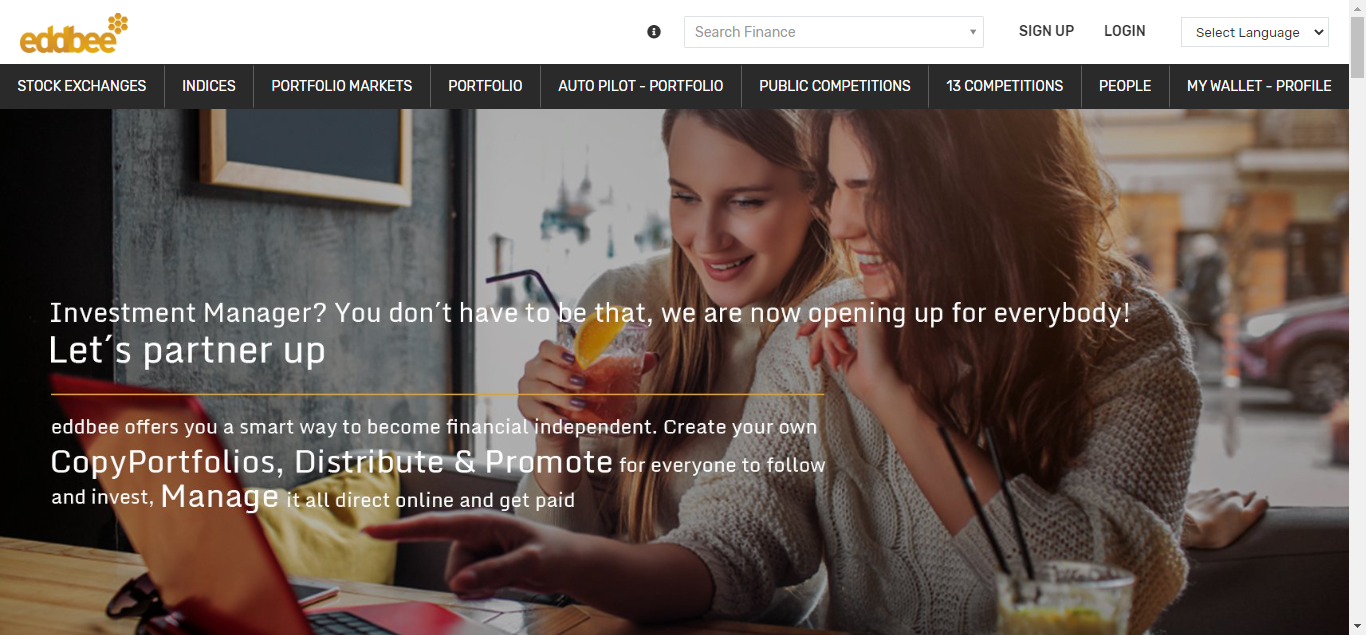 eddbee
Search Finance
SIGN UP
LOGIN
Select Language
STOCK EXCHANGES
INDICES
PORTFOLIO MARKETS
PORTFOLIO
AUTO PILOT - PORTFOLIO
PUBLIC COMPETITIONS
13 COMPETITIONS
PEOPLE
MY WALLET - PROFILE
Investment Manager? You don´t have to be that, we are now opening up for everybody!
Let´s partner up
eddbee offers you a smart way to become financial independent. Create your own
CopyPortfolios, Distribute & Promote for everyone to follow
and invest, Manage it all direct online and get paid